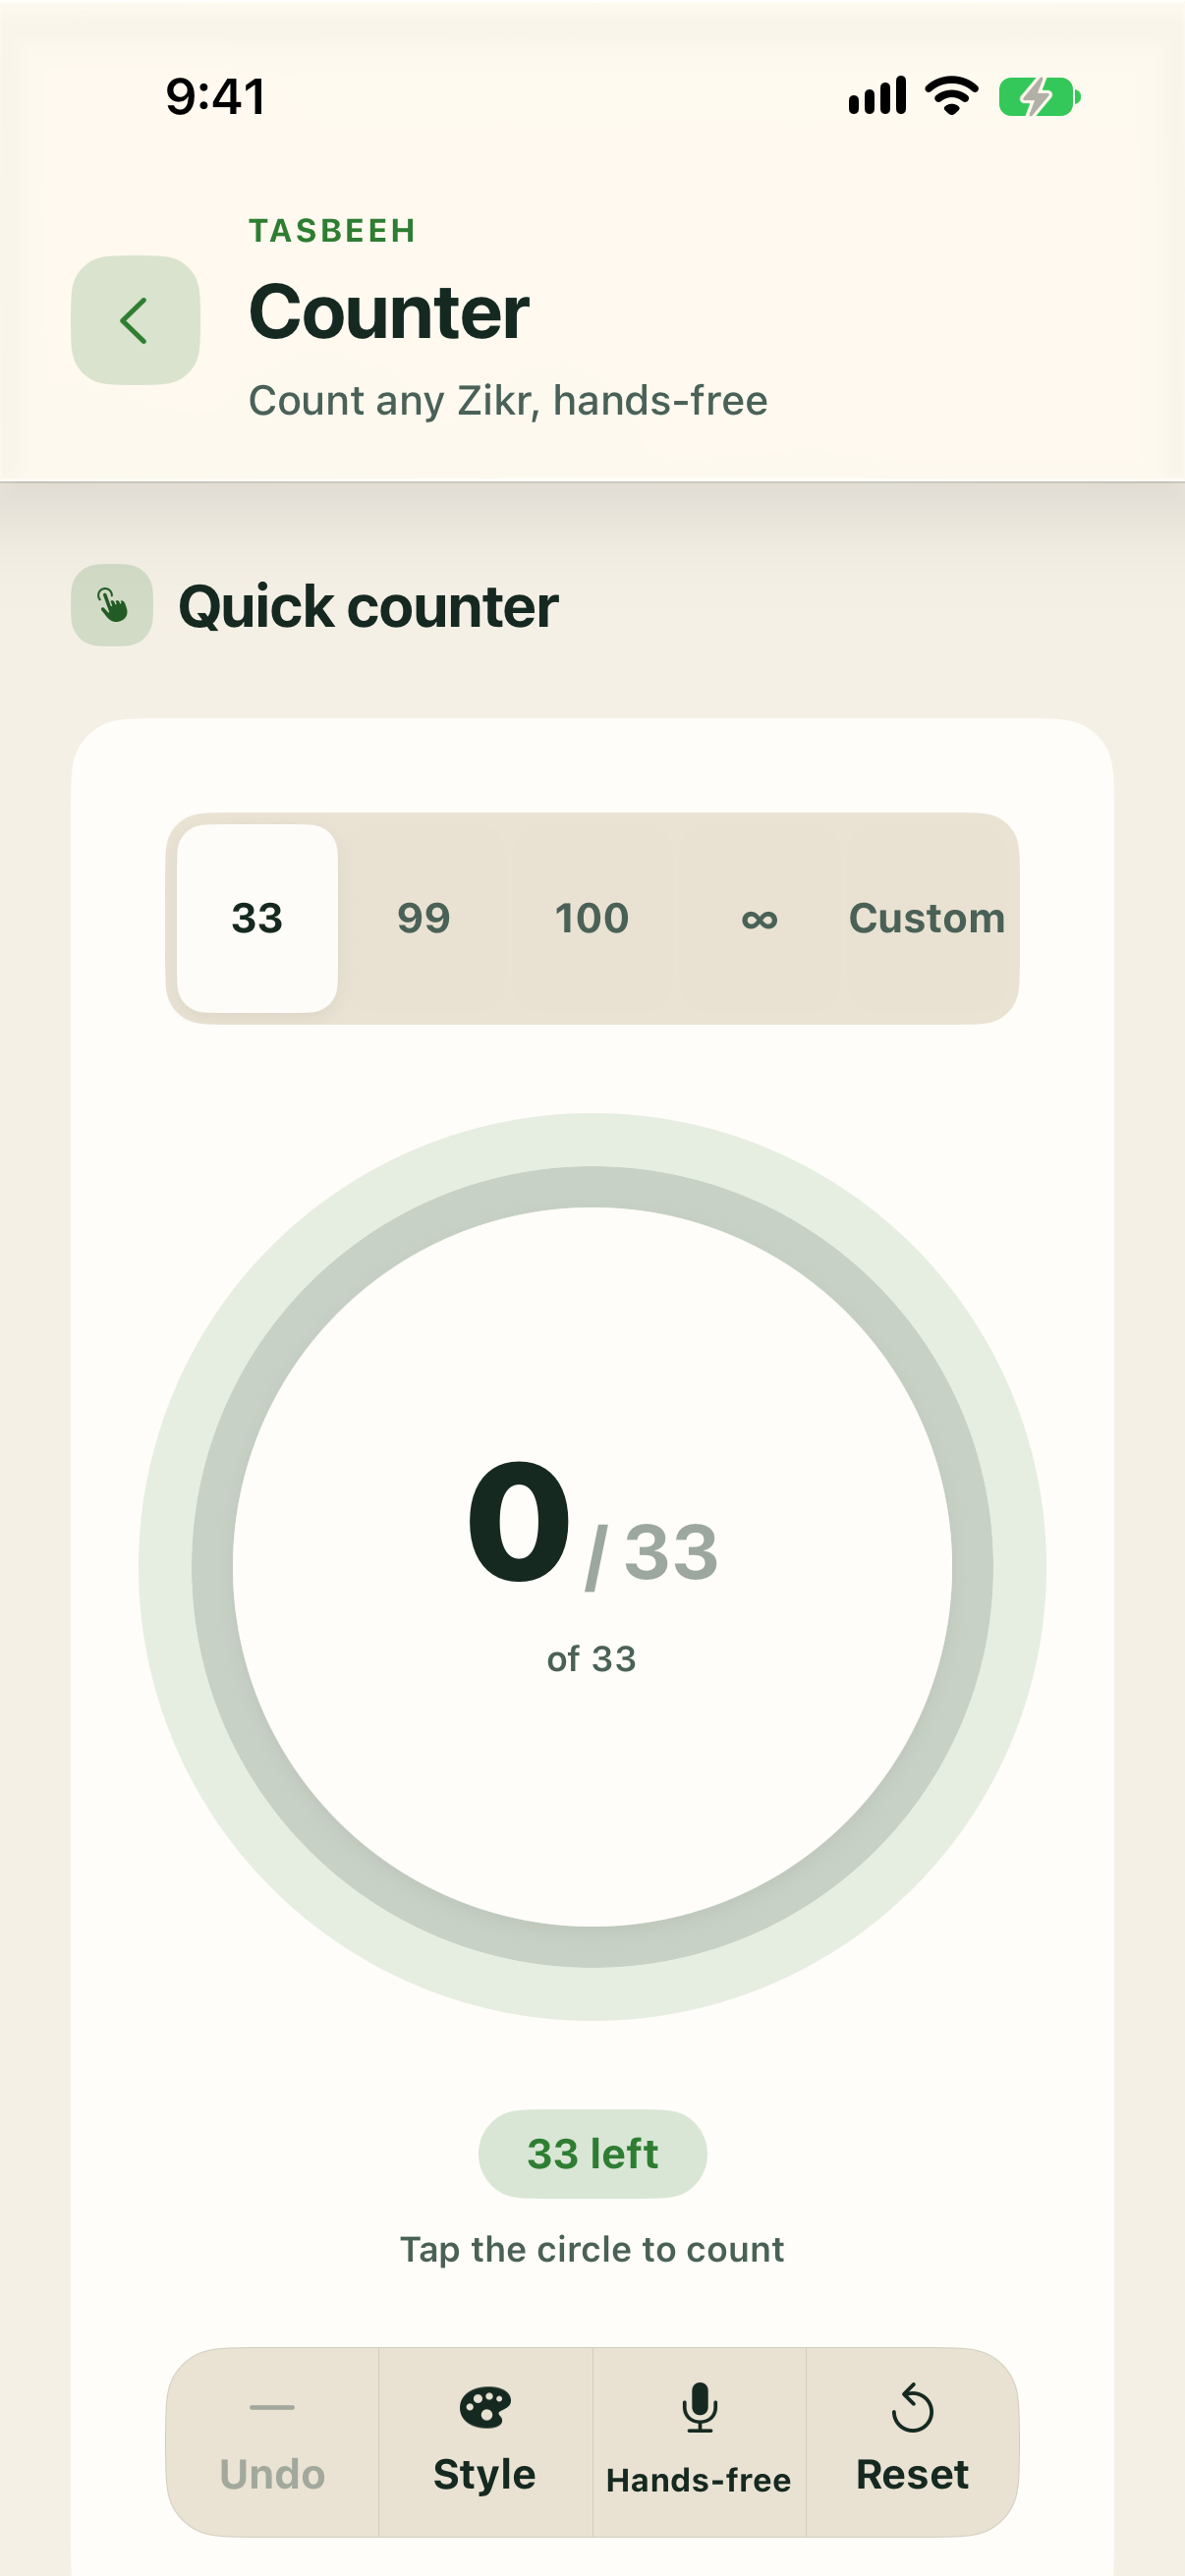 9:41
TASBEEH
Counter
Count any Zikr, hands-free
Quick counter
33 99 100 ∞ Custom
0 / 33
of 33
33 left
Tap the circle to count
Undo Style Hands-free Reset